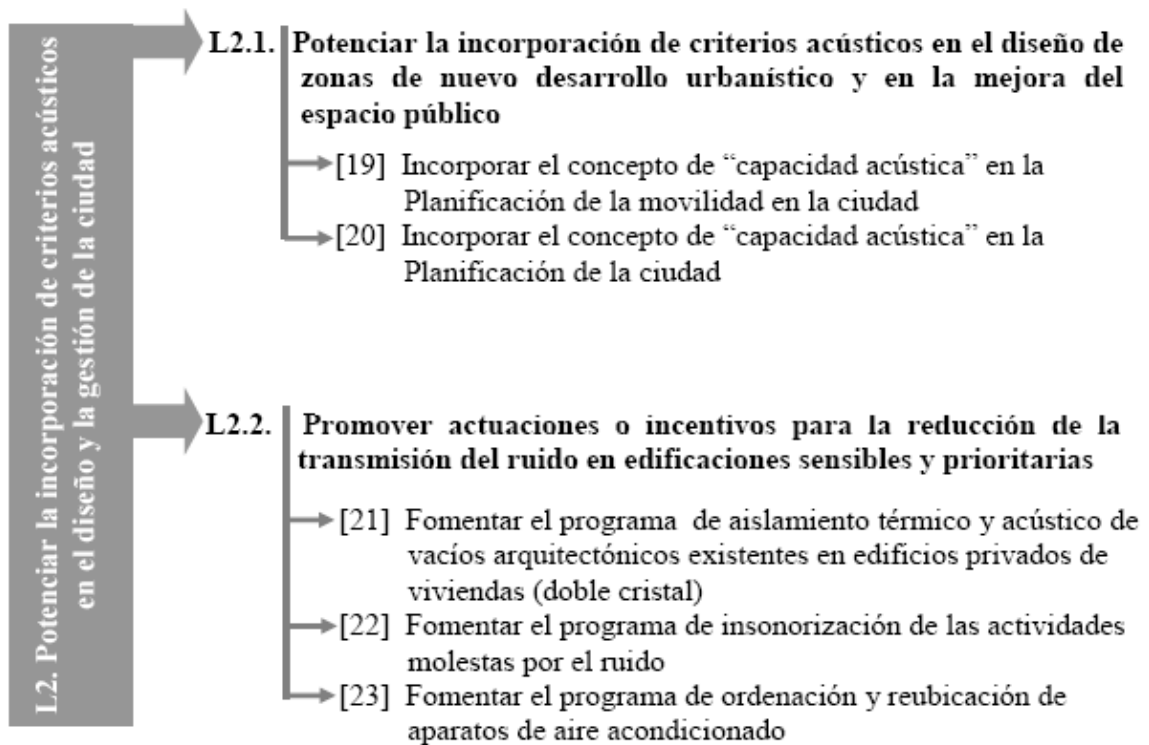 L2. Potenciar la incorporación de criterios acústicos
en el diseño y la gestión de la ciudad
L2.1. Potenciar la incorporación de criterios acústicos en el diseño de
zonas de nuevo desarrollo urbanístico y en la mejora del
espacio público
[19] Incorporar el concepto de “capacidad acústica” en la
Planificación de la movilidad en la ciudad
[20] Incorporar el concepto de “capacidad acústica” en la
Planificación de la ciudad
L2.2. Promover actuaciones o incentivos para la reducción de la
transmisión del ruido en edificaciones sensibles y prioritarias
[21] Fomentar el programa de aislamiento térmico y acústico de
vacíos arquitectónicos existentes en edificios privados de
viviendas (doble cristal)
[22] Fomentar el programa de insonorización de las actividades
molestas por el ruido
[23] Fomentar el programa de ordenación y reubicación de
aparatos de aire acondicionado